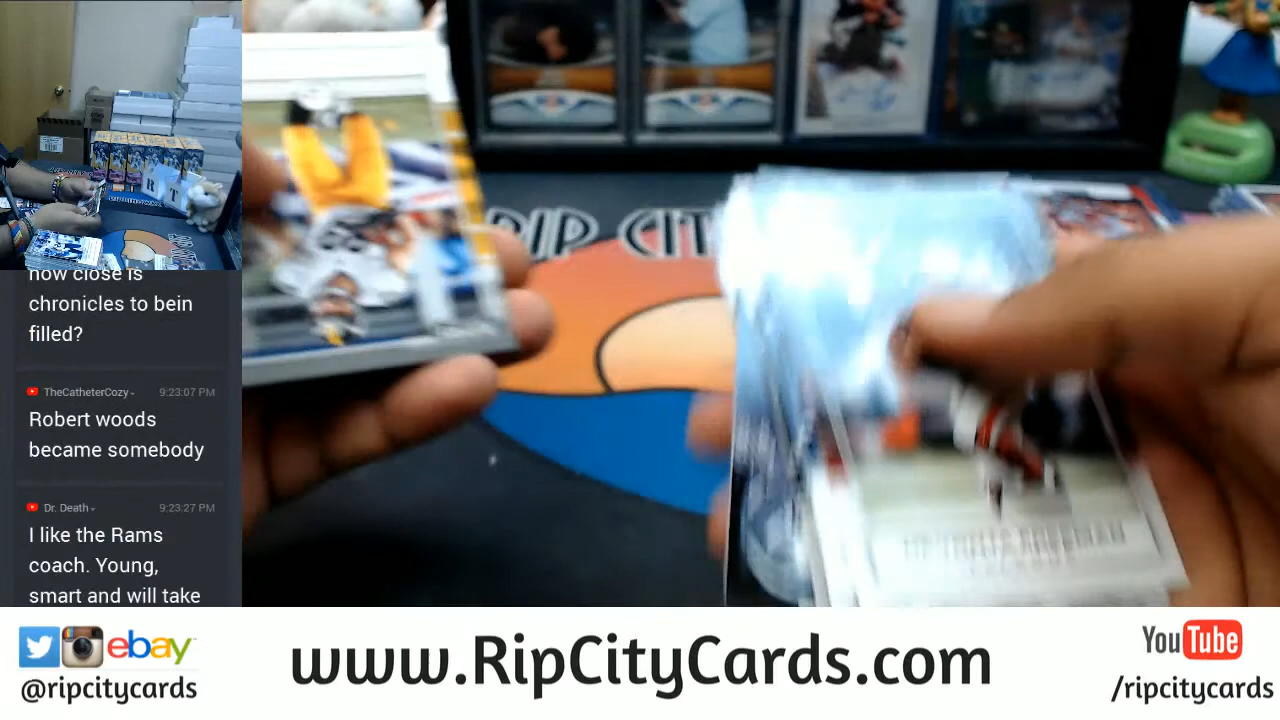 how close is
chronicles to bein
filled?
TheCatheterCozy
9:23:07 PM
Robert woods
became somebody
Dr. Death
9:23:27 PM
I like the Rams
coach. Young,
smart and will take
RIP CIT
R T
ebay
@ripcitycards
www.RipCityCards.com
YouTube
/ripcitycards